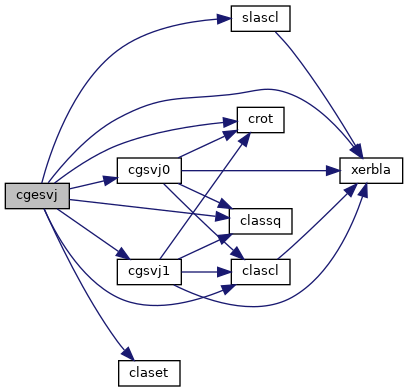 slascl
crot
cgsvj0
xerbla
cgesvj
classq
cgsvj1
clascl
claset